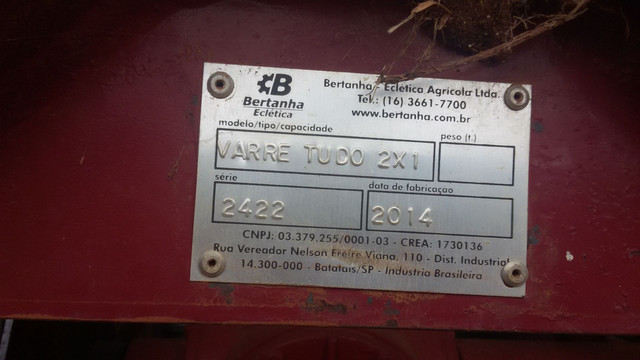 Bertanha - Eclética Agrícola Ltda.
Tel.: (16) 3661-7700
www.bertanha.com.br
B
Bertanha
Eclética
modelo/tipo/capacidade
peso (t.)
VARRE TUDO 2X1
série
data de fabricaçao
2422
2014
CNPJ: 03.379.255/0001-03 - CREA: 1730136
Rua Vereador Nelson Freire Viana, 110 - Dist. Industrial
14.300-000 - Batatais/SP - Indústria Brasileira